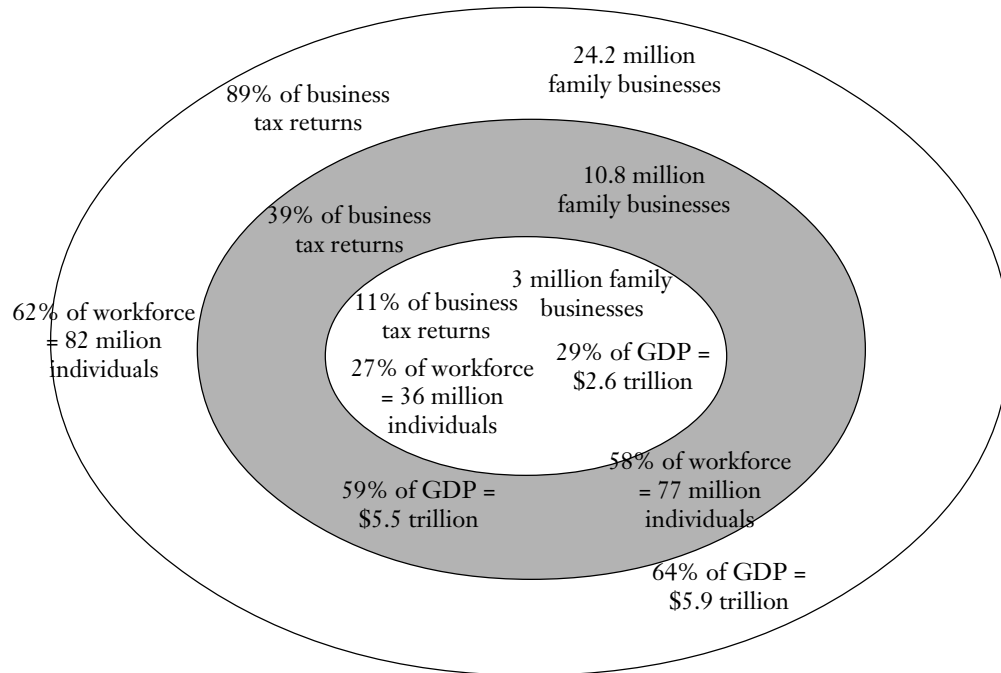 24.2 million
family businesses
89% of business
tax returns
10.8 million
family businesses
39% of business
tax returns
3 million family
businesses
11% of business
tax returns
62% of workforce
= 82 milion
individuals
29% of GDP =
$2.6 trillion
27% of workforce
= 36 million
individuals
58% of workforce
= 77 million
individuals
59% of GDP =
$5.5 trillion
64% of GDP =
$5.9 trillion